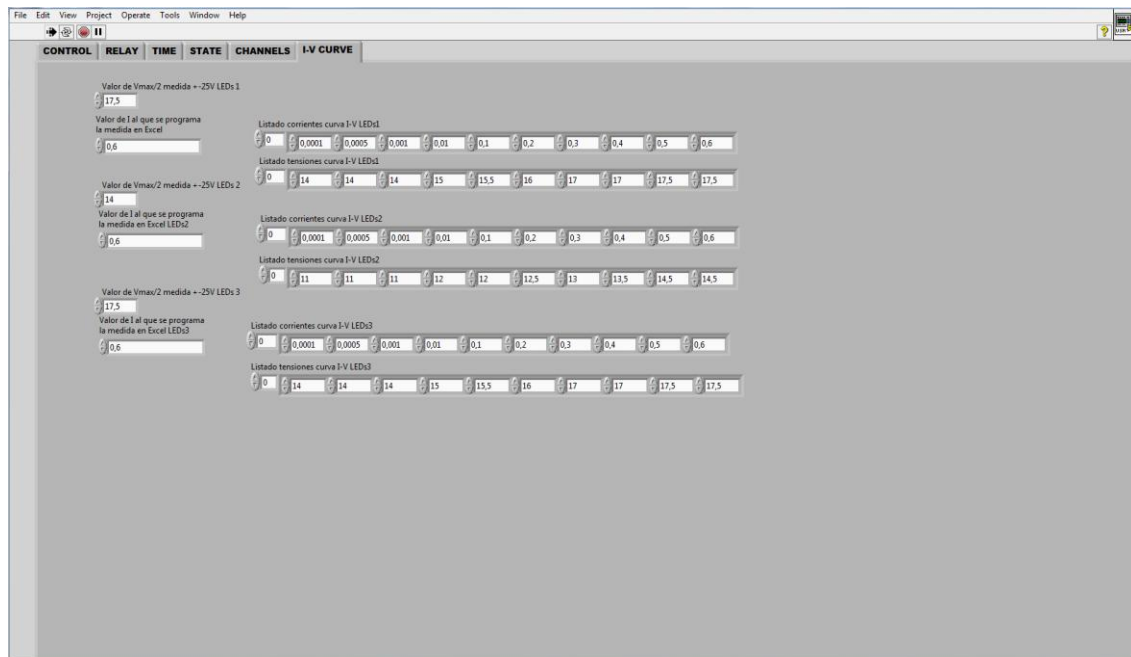 File Edit View Project Operate Tools Window Help
CONTROL RELAY TIME STATE CHANNELS I-V CURVE
Valor de Vmax/2 medida +-25V LEDs 1
17,5
Valor de I al que se programa
la medida en Excel
0,6
Listado corrientes curva I-V LEDs1
0 0,0001 0,0005 0,001 0,01 0,1 0,2 0,3 0,4 0,5 0,6
Listado tensiones curva I-V LEDs1
0 14 14 14 15 15,5 16 17 17 17,5 17,5
Valor de Vmax/2 medida +-25V LEDs 2
14
Valor de I al que se programa
la medida en Excel LEDs2
0,6
Listado corrientes curva I-V LEDs2
0 0,0001 0,0005 0,001 0,01 0,1 0,2 0,3 0,4 0,5 0,6
Listado tensiones curva I-V LEDs2
0 11 11 11 12 12 12,5 13 13,5 14,5 14,5
Valor de Vmax/2 medida +-25V LEDs 3
17,5
Valor de I al que se programa
la medida en Excel LEDs3
0,6
Listado corrientes curva I-V LEDs3
0 0,0001 0,0005 0,001 0,01 0,1 0,2 0,3 0,4 0,5 0,6
Listado tensiones curva I-V LEDs3
0 14 14 14 15 15,5 16 17 17 17,5 17,5